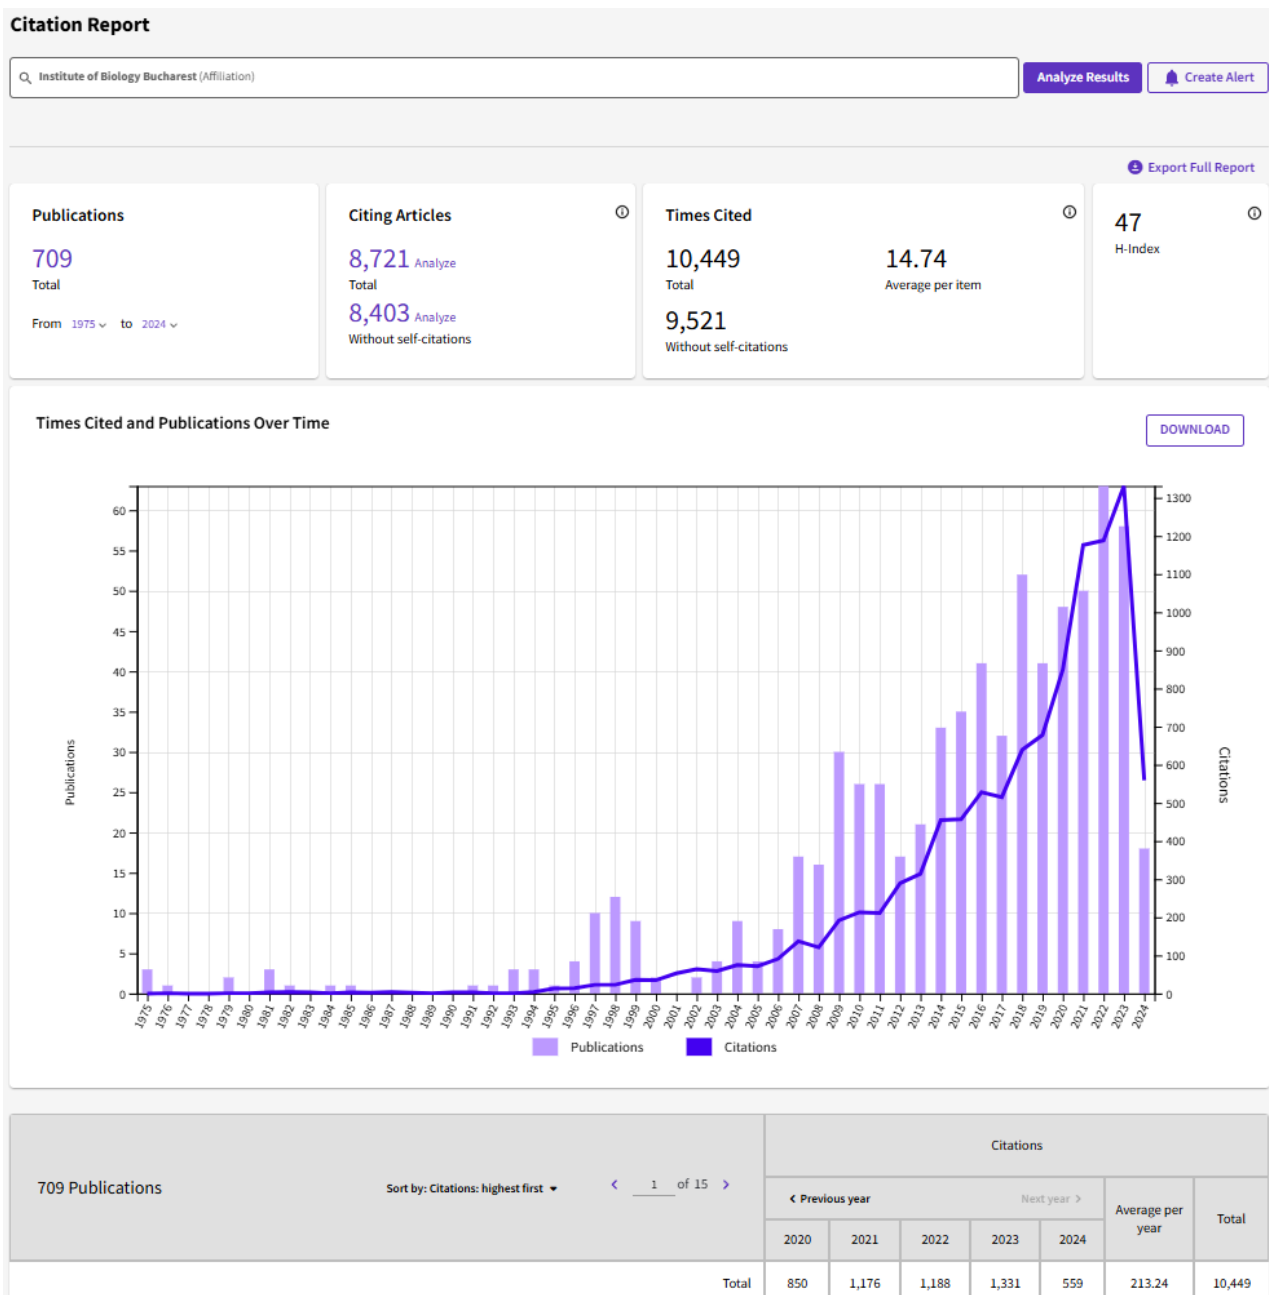 Citation Report
Institute of Biology Bucharest (Affiliation)
Analyze Results
Create Alert
Export Full Report
Publications
709
Total
From 1975 to 2024
Citing Articles
8,721 Analyze
Total
8,403 Analyze
Without self-citations
Times Cited
10,449
Total
14.74
Average per item
9,521
Without self-citations
47
H-Index
Times Cited and Publications Over Time
DOWNLOAD
Publications
60
55
50
45
40
35
30
25
20
15
10
5
0
Citations
1300
1200
1100
1000
900
800
700
600
500
400
300
200
100
0
1975 1976 1977 1978 1979 1980 1981 1982 1983 1984 1985 1986 1987 1988 1989 1990 1991 1992 1993 1994 1995 1996 1997 1998 1999 2000 2001 2002 2003 2004 2005 2006 2007 2008 2009 2010 2011 2012 2013 2014 2015 2016 2017 2018 2019 2020 2021 2022 2023 2024
Publications Citations
709 Publications
Sort by: Citations: highest first
< 1 of 15 >
Citations
< Previous year
Next year >
Average per year
Total
2020 2021 2022 2023 2024
Total 850 1,176 1,188 1,331 559 213.24 10,449